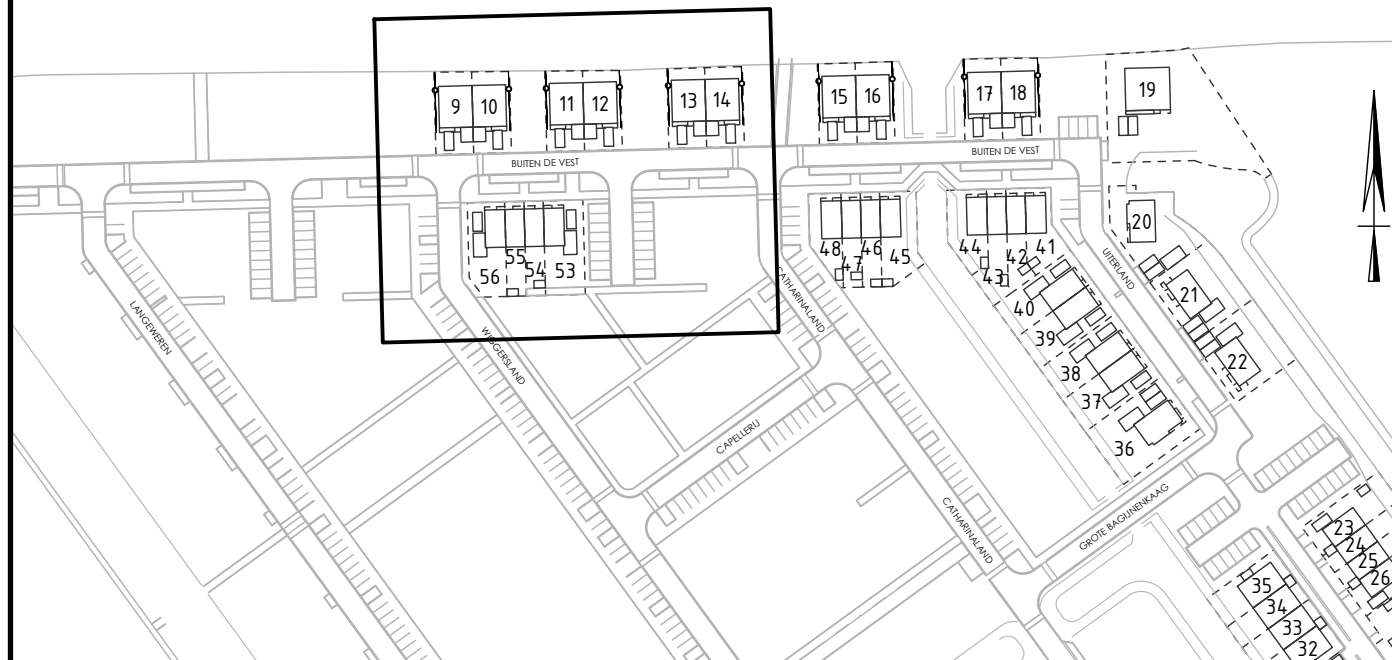 9 10 11 12 13 14 15 16 17 18 19
BUITEN DE VEST
BUITEN DE VEST
20
48 46 45 47
44 42 41 43
55 54 53 56
UITERLAND
21
22
40
39
38
37
36
LANGEWEREN
WIGGERSLAND
CATHARINALAND
CAPELLERIJ
CATHARINALAND
GROTE BAGIJNENKAAG
23
24
25
26
35
34
33
32